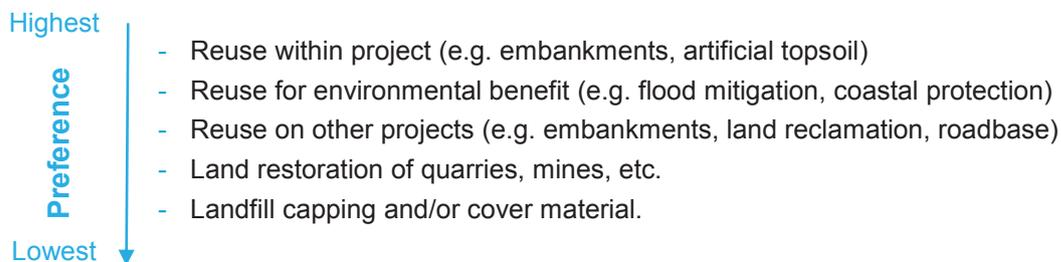 Highest
Preference
- Reuse within project (e.g. embankments, artificial topsoil)
- Reuse for environmental benefit (e.g. flood mitigation, coastal protection)
- Reuse on other projects (e.g. embankments, land reclamation, roadbase)
- Land restoration of quarries, mines, etc.
- Landfill capping and/or cover material.
Lowest